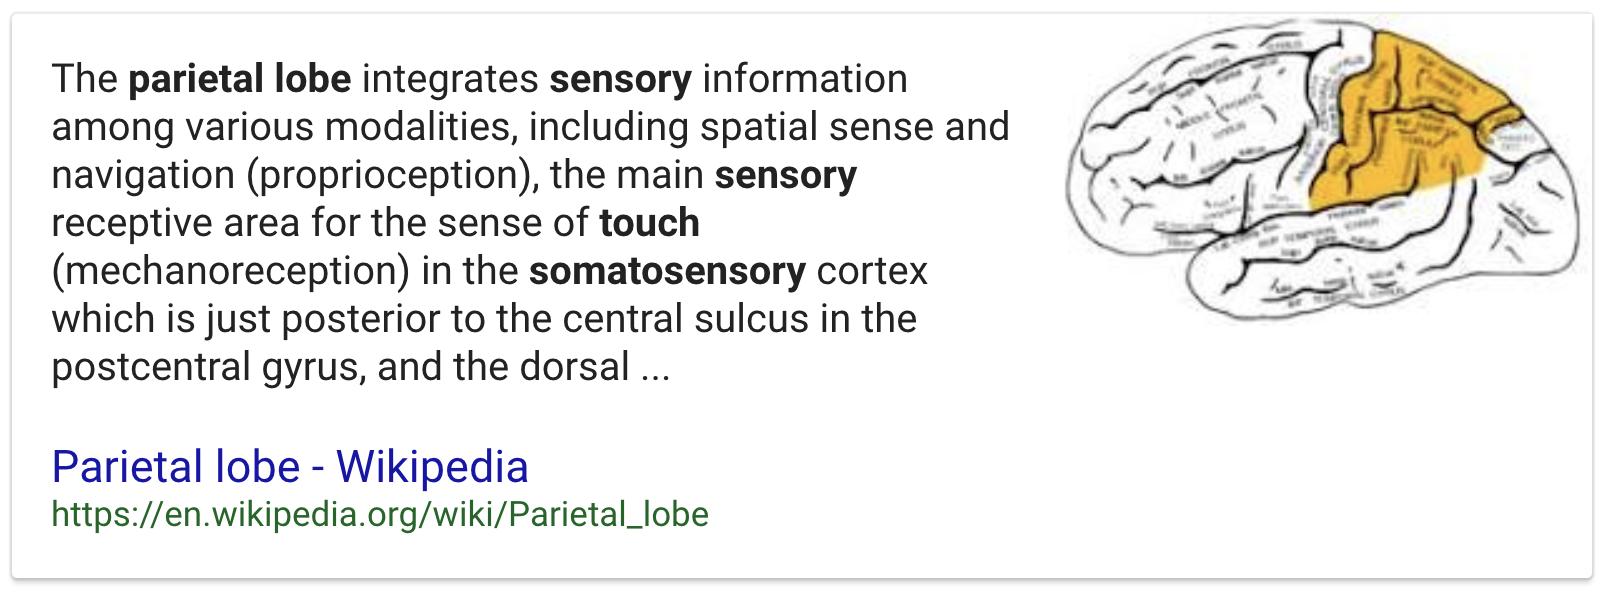 The parietal lobe integrates sensory information
among various modalities, including spatial sense and
navigation (proprioception), the main sensory
receptive area for the sense of touch
(mechanoreception) in the somatosensory cortex
which is just posterior to the central sulcus in the
postcentral gyrus, and the dorsal ...
Parietal lobe - Wikipedia
https://en.wikipedia.org/wiki/Parietal_lobe